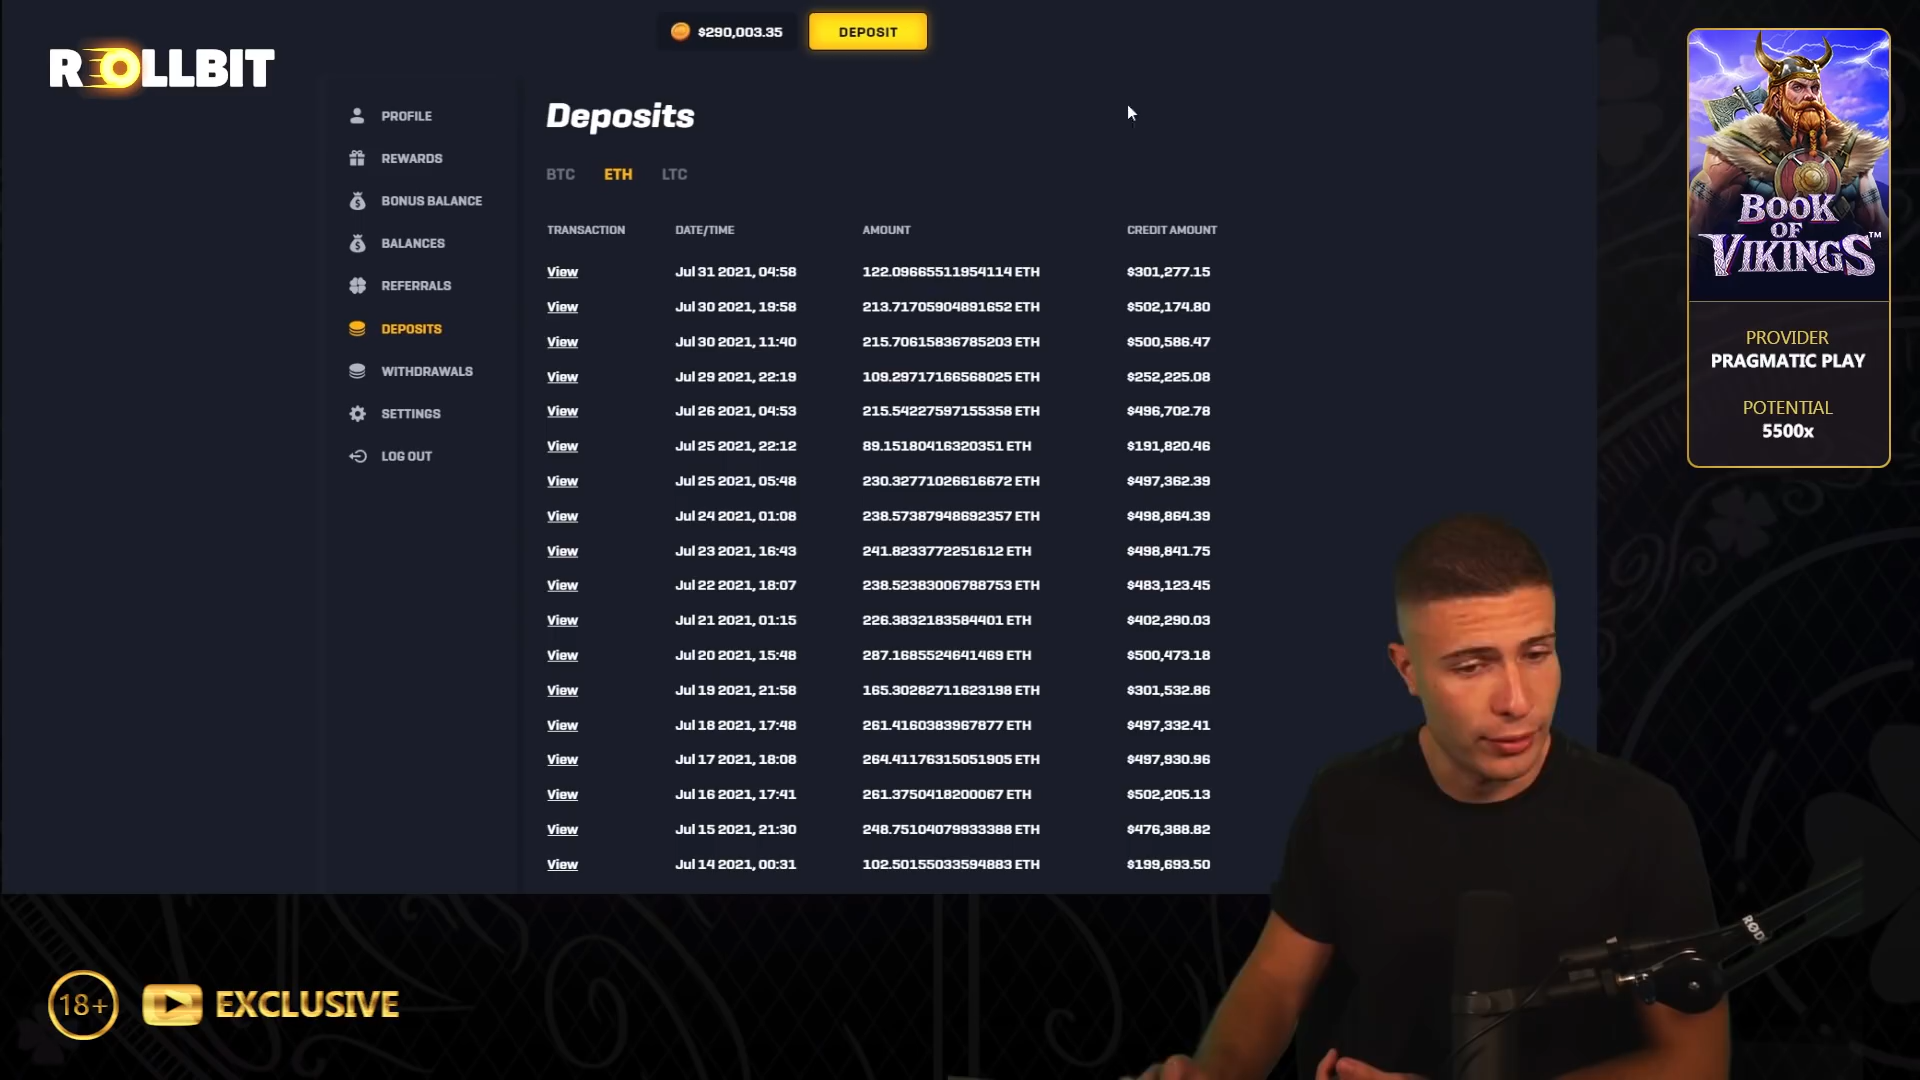 $290,003.35 DEPOSIT
ROLLBIT
PROFILE
REWARDS
BONUS BALANCE
BALANCES
REFERRALS
DEPOSITS
WITHDRAWALS
SETTINGS
LOG OUT
Deposits
BTC ETH LTC
TRANSACTION DATE/TIME AMOUNT CREDIT AMOUNT
View Jul 31 2021, 04:58 122.09665511954114 ETH $301,277.15
View Jul 30 2021, 19:58 213.71705904891652 ETH $502,174.80
View Jul 30 2021, 11:40 215.70615836785203 ETH $500,586.47
View Jul 29 2021, 22:19 109.29717166568025 ETH $252,225.08
View Jul 26 2021, 04:53 215.54227597155358 ETH $496,702.78
View Jul 25 2021, 22:12 89.15180416320351 ETH $191,820.46
View Jul 25 2021, 05:48 230.32771026616672 ETH $497,362.39
View Jul 24 2021, 01:08 238.57387948692357 ETH $498,864.39
View Jul 23 2021, 16:43 241.8233772251612 ETH $498,841.75
View Jul 22 2021, 18:07 238.52383006788753 ETH $483,123.45
View Jul 21 2021, 01:15 226.3832183584401 ETH $402,290.03
View Jul 20 2021, 15:48 287.1685524641469 ETH $500,473.18
View Jul 19 2021, 21:58 165.30282711623198 ETH $301,532.86
View Jul 18 2021, 17:48 261.4160383967877 ETH $497,332.41
View Jul 17 2021, 18:08 264.41176315051905 ETH $497,930.96
View Jul 16 2021, 17:41 261.3750418200067 ETH $502,205.13
View Jul 15 2021, 21:30 248.75104079933388 ETH $476,388.82
View Jul 14 2021, 00:31 102.50155033594883 ETH $199,693.50
BOOK
OF
VIKINGS™
PROVIDER
PRAGMATIC PLAY
POTENTIAL
5500x
RØDE
18+ EXCLUSIVE